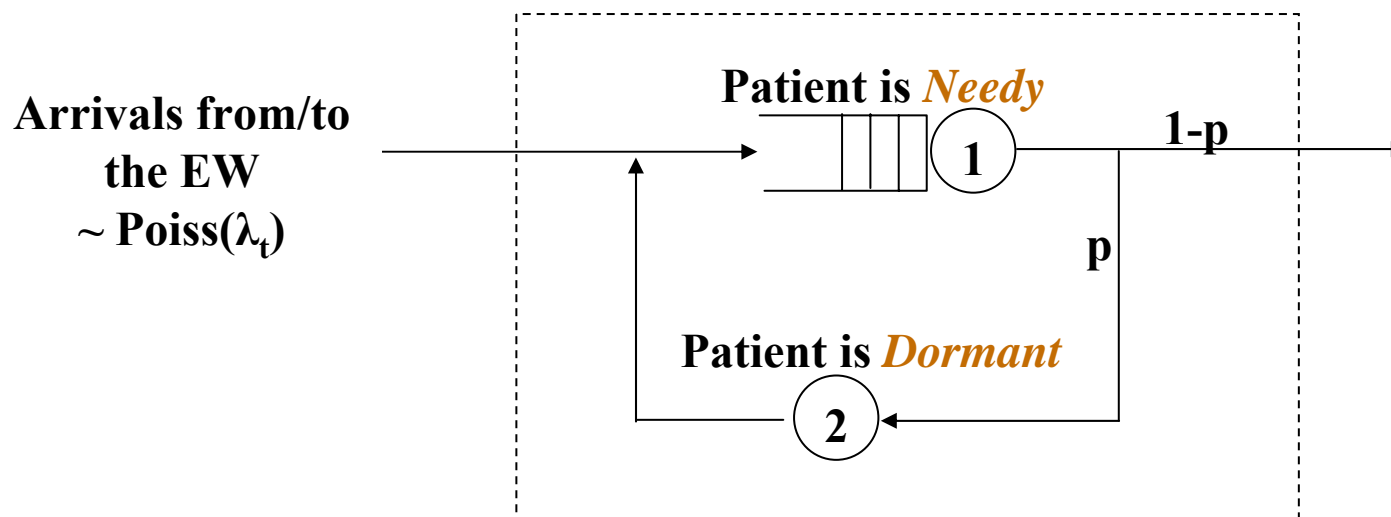 Arrivals from/to
the EW
~ Poiss(λₜ)
Patient is Needy
1
1-p
p
Patient is Dormant
2